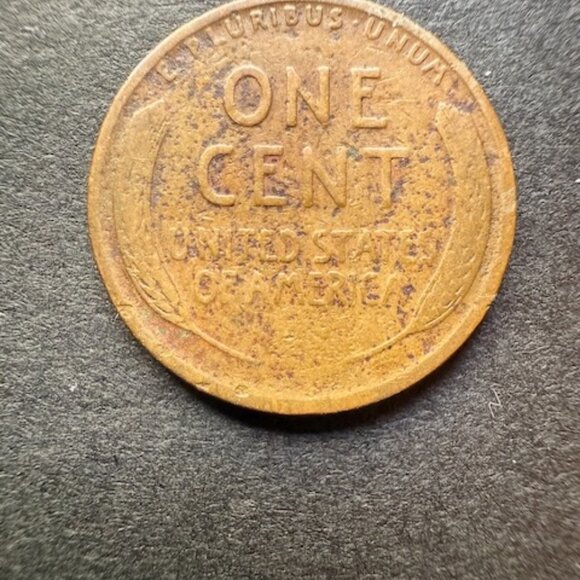 E·PLURIBUS·UNUM
ONE
CENT
UNITED STATES
OF AMERICA